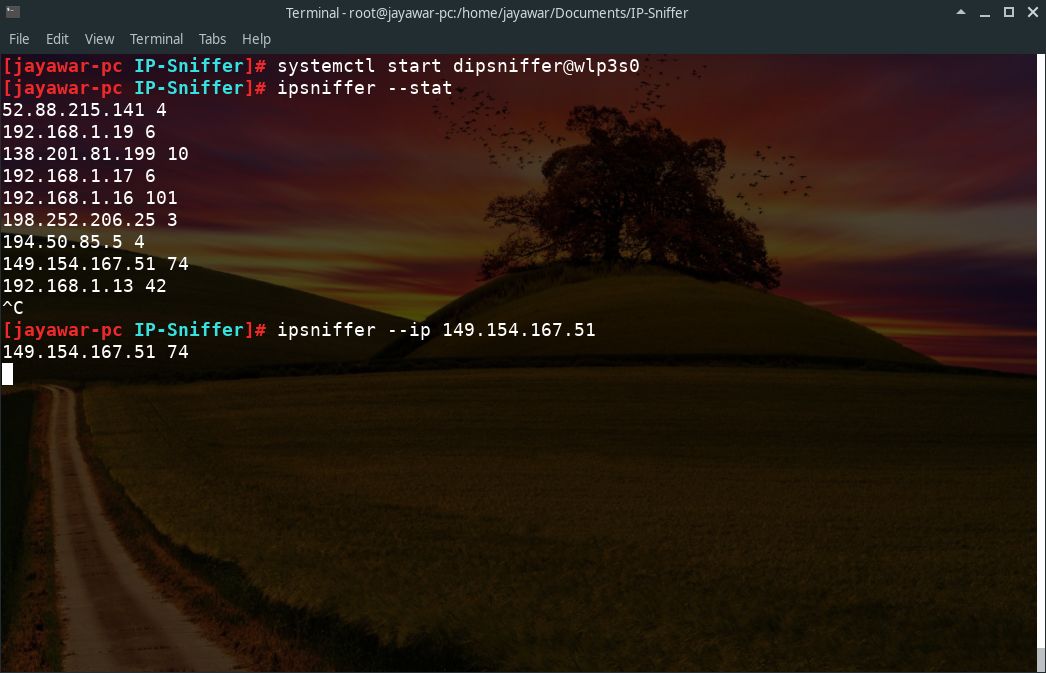 Terminal - root@jayawar-pc:/home/jayawar/Documents/IP-Sniffer
File Edit View Terminal Tabs Help
[jayawar-pc IP-Sniffer]# systemctl start dipsniffer@wlp3s0
[jayawar-pc IP-Sniffer]# ipsniffer --stat
52.88.215.141 4
192.168.1.19 6
138.201.81.199 10
192.168.1.17 6
192.168.1.16 101
198.252.206.25 3
194.50.85.5 4
149.154.167.51 74
192.168.1.13 42
^C
[jayawar-pc IP-Sniffer]# ipsniffer --ip 149.154.167.51
149.154.167.51 74